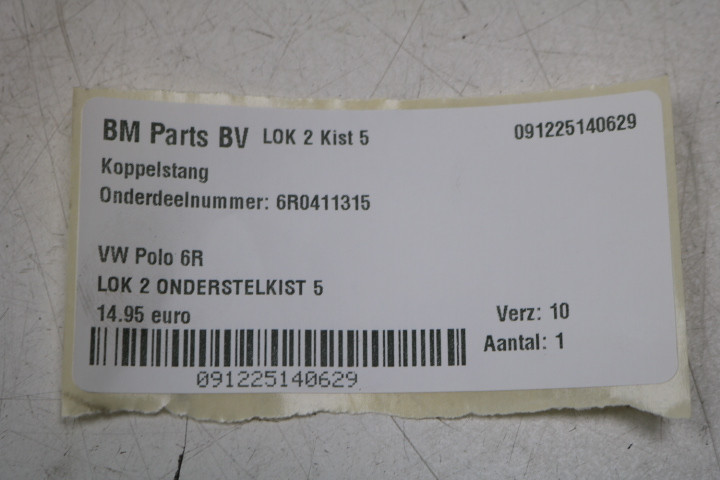 BM Parts BV LOK 2 Kist 5 091225140629
Koppelstang
Onderdeelnummer: 6R0411315
VW Polo 6R
LOK 2 ONDERSTELKIST 5
14.95 euro Verz: 10
Aantal: 1
091225140629